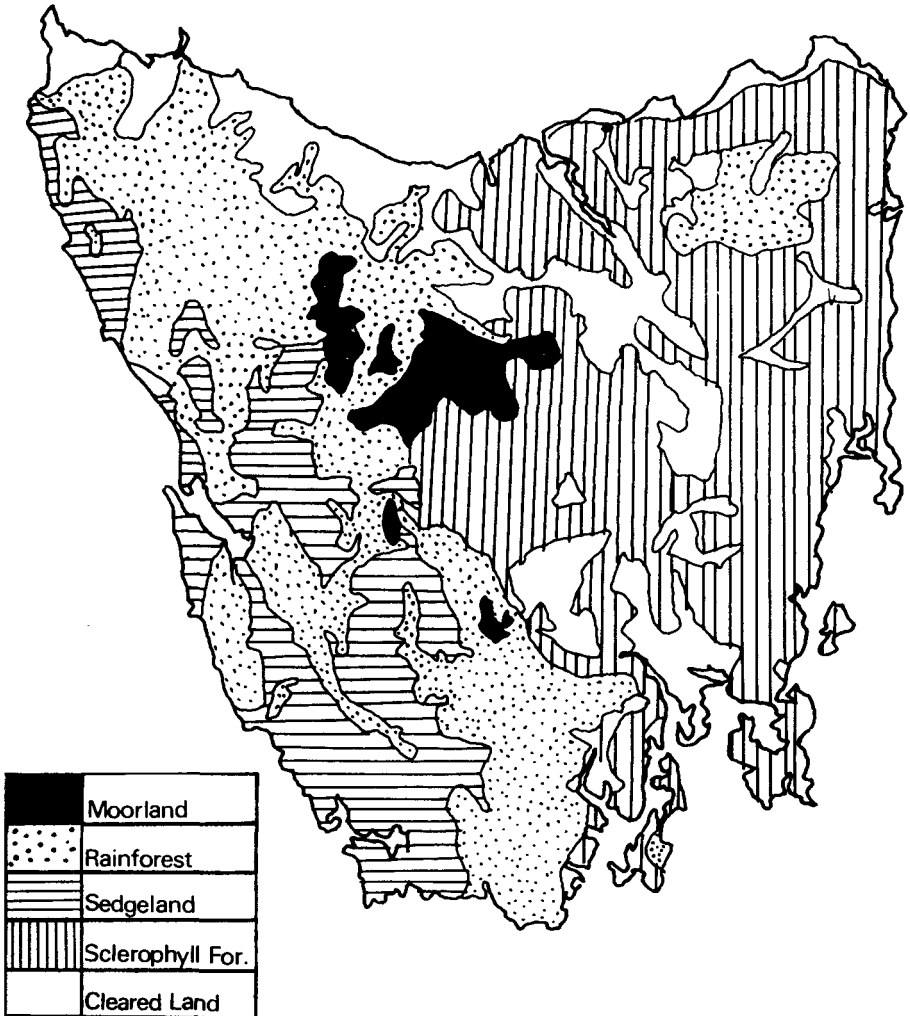 Moorland
Rainforest
Sedgeland
Sclerophyll For.
Cleared Land